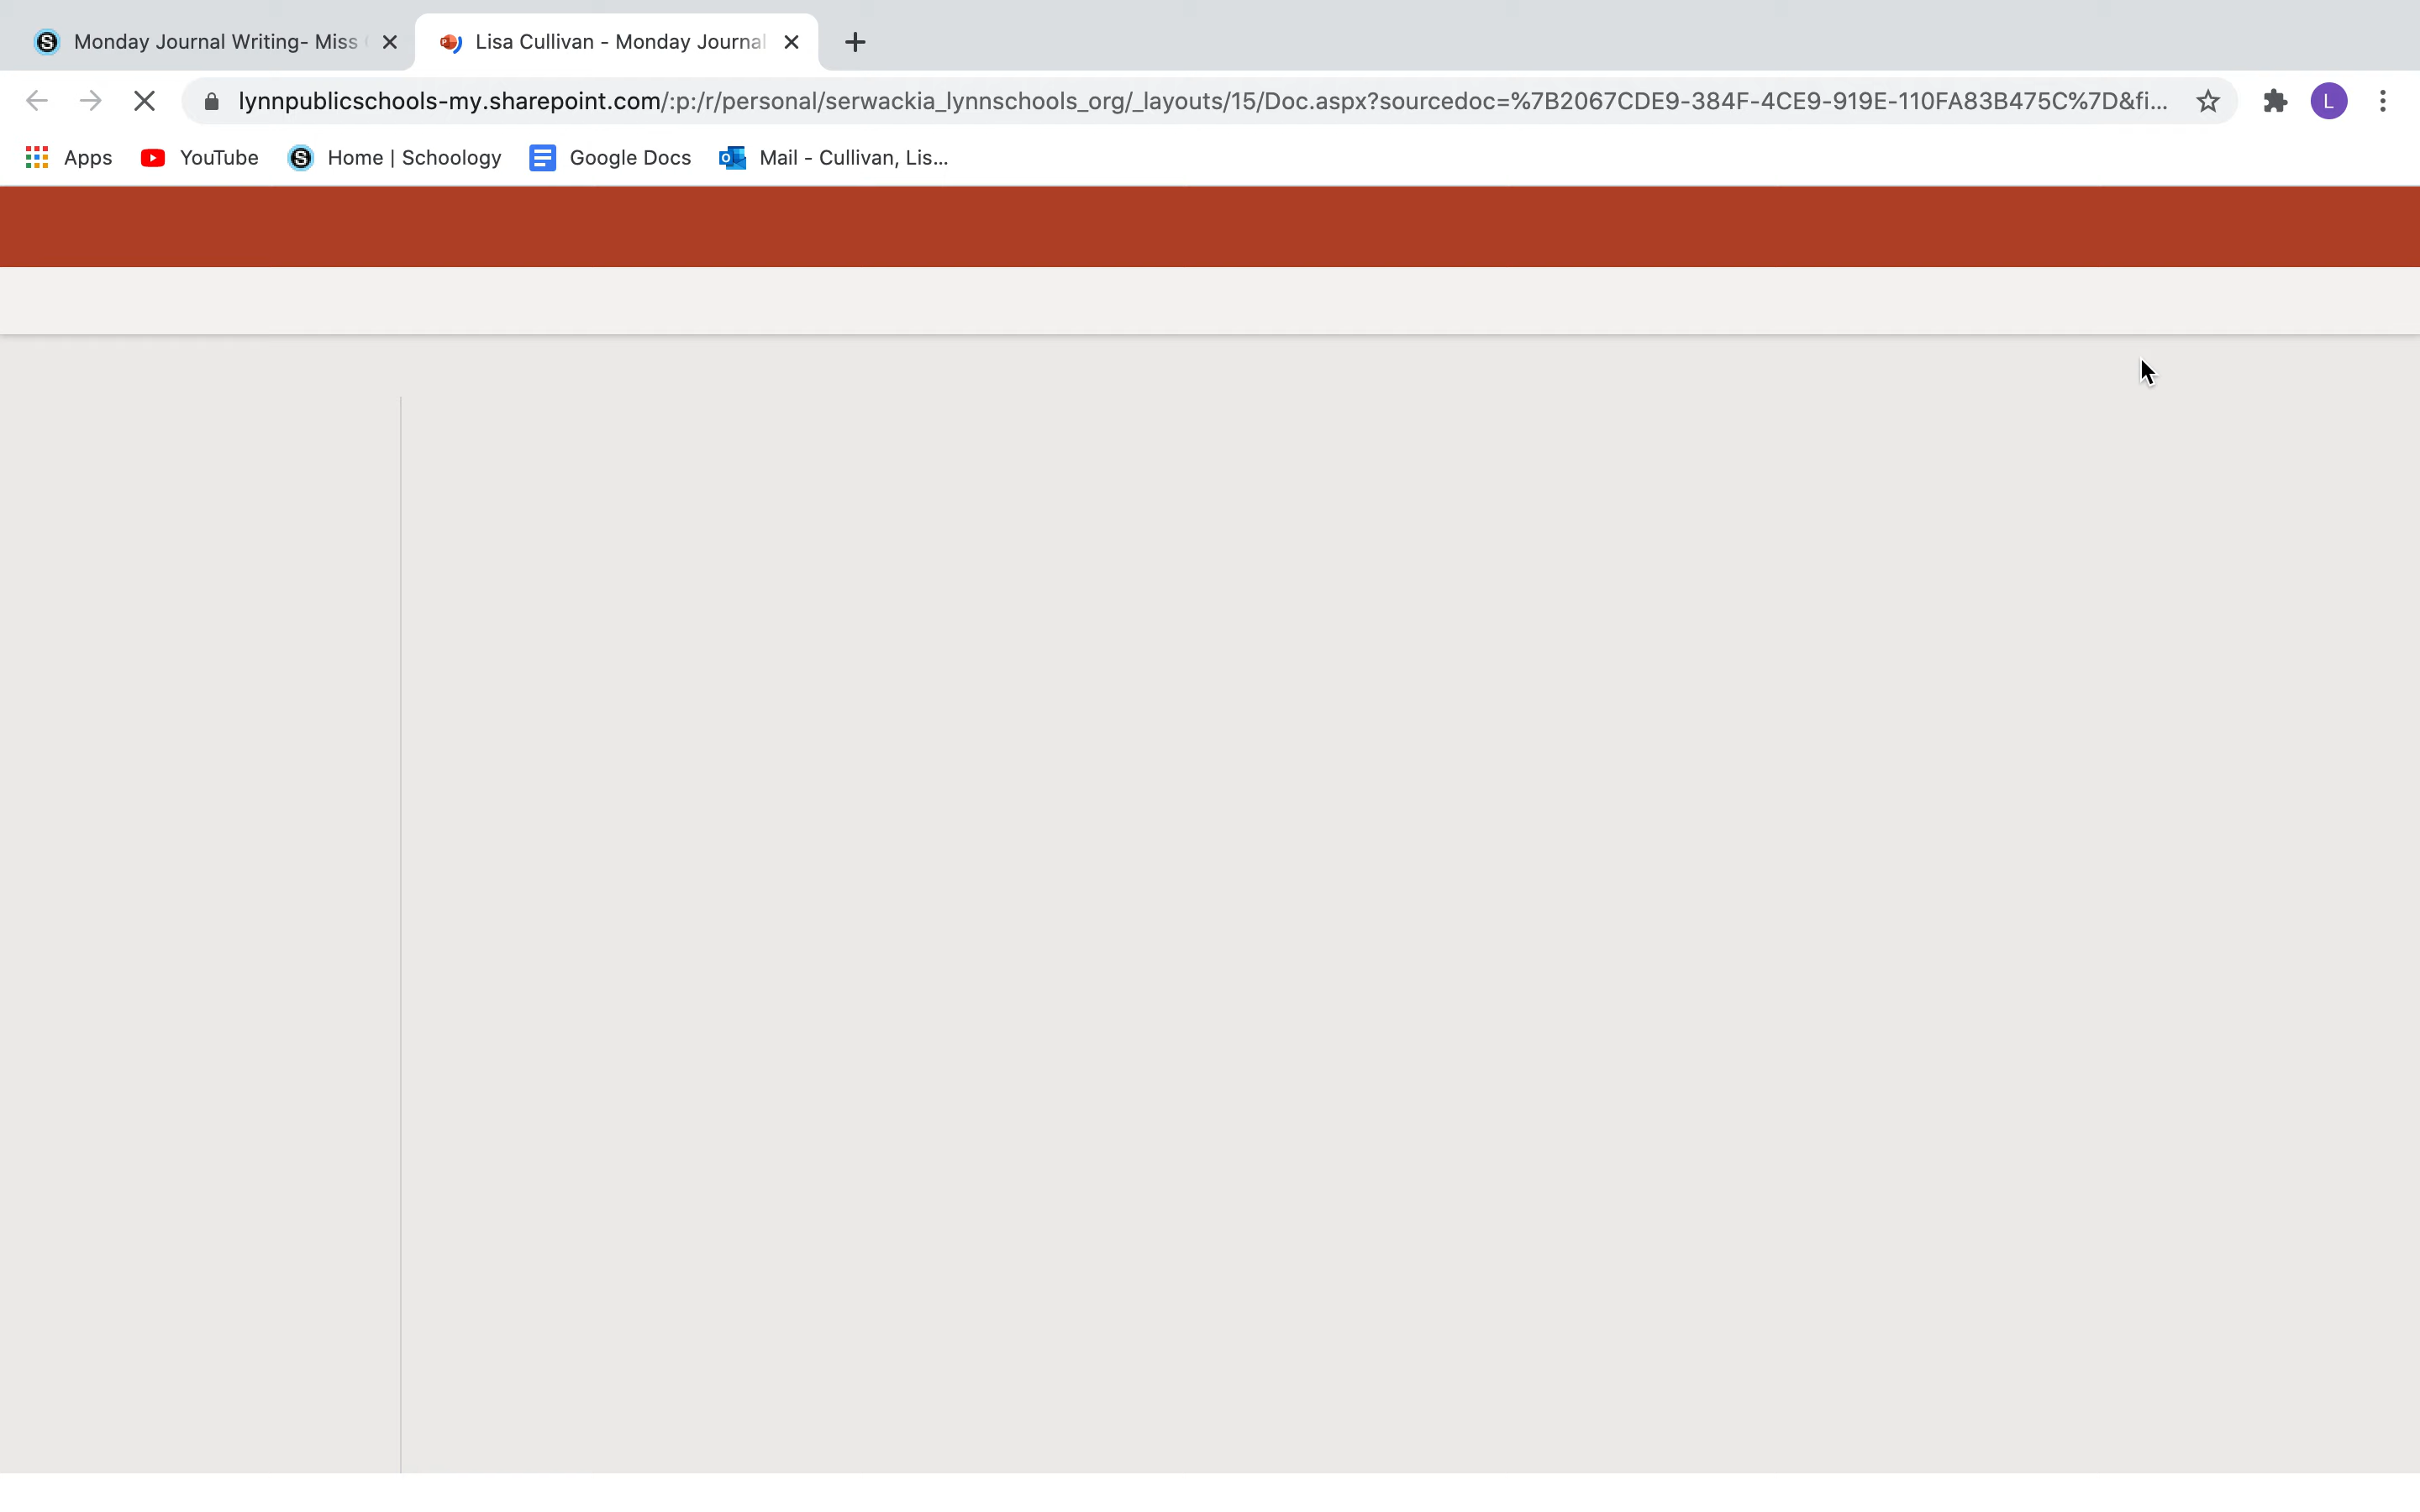 Monday Journal Writing- Miss
Lisa Cullivan - Monday Journal
lynnpublicschools-my.sharepoint.com/:p:/r/personal/serwackia_lynnschools_org/_layouts/15/Doc.aspx?sourcedoc=%7B2067CDE9-384F-4CE9-919E-110FA83B475C%7D&fi...
L
Apps YouTube Home | Schoology Google Docs Mail - Cullivan, Lis...